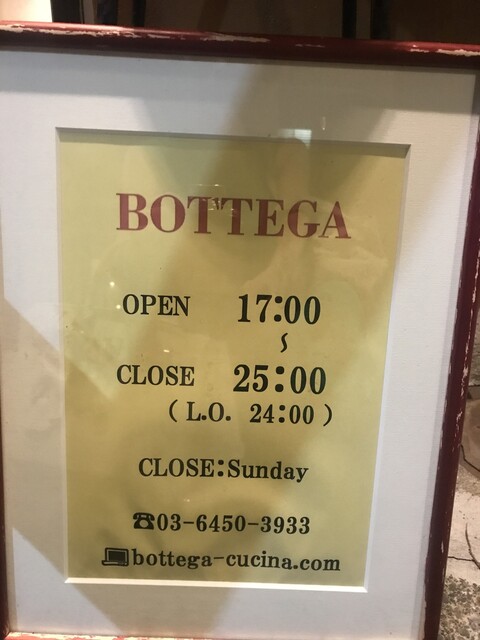 BOTTEGA
OPEN 17:00
~
CLOSE 25:00
( L.O. 24:00 )
CLOSE:Sunday
☎03-6450-3933
💻bottega-cucina.com